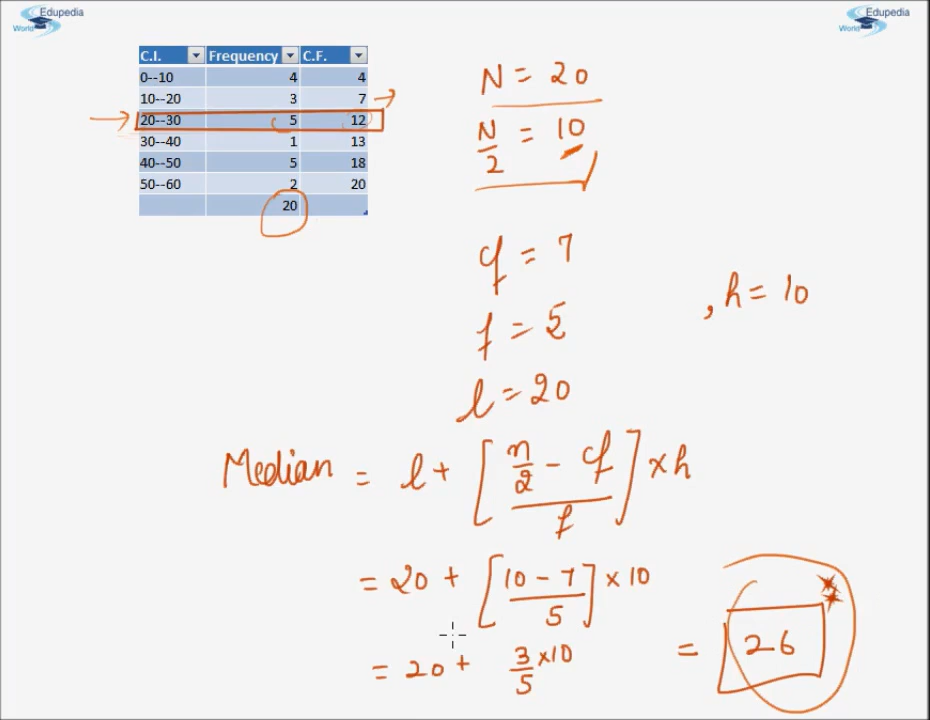 Edupedia World
Edupedia World
C.I. Frequency C.F.
0--10 4 4
10--20 3 7
20--30 5 12
30--40 1 13
40--50 5 18
50--60 2 20
20
N = 20
N/2 = 10
cf = 7
, h = 10
f = 5
l = 20
Median = l + [(n/2 - cf)/f] × h
= 20 + [(10 - 7)/5] × 10
= 20 + 3/5 × 10 = 26